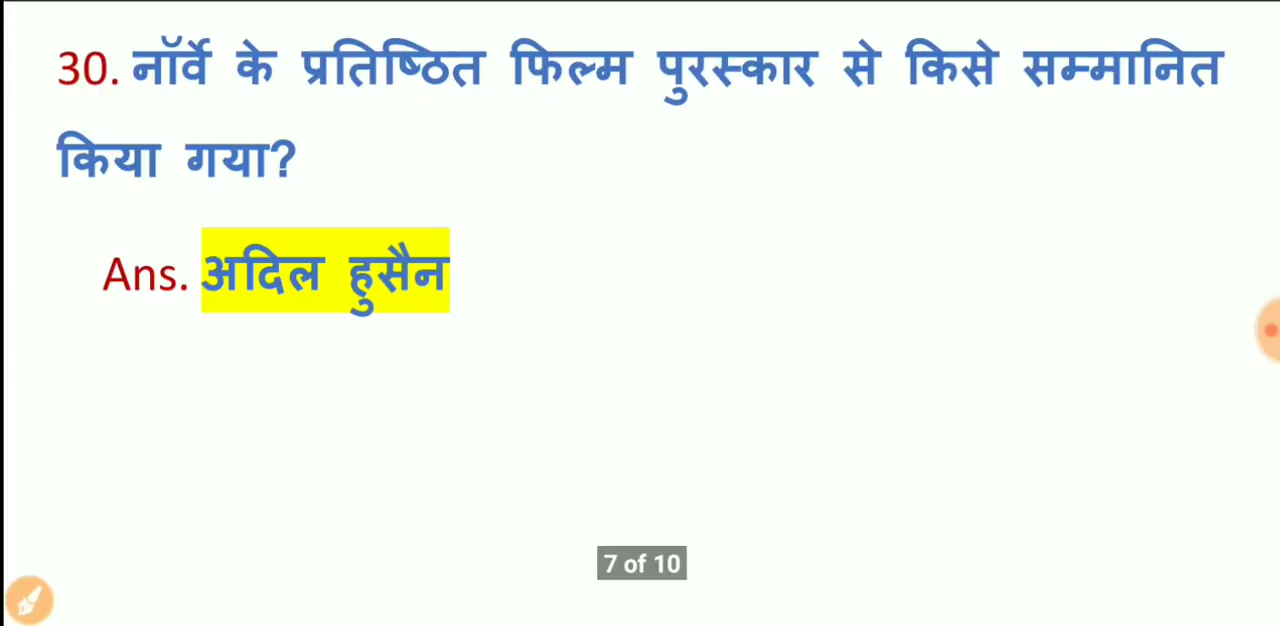 30. नॉर्वे के प्रतिष्ठित फिल्म पुरस्कार से किसे सम्मानित
किया गया?
Ans. अदिल हुसैन
7 of 10